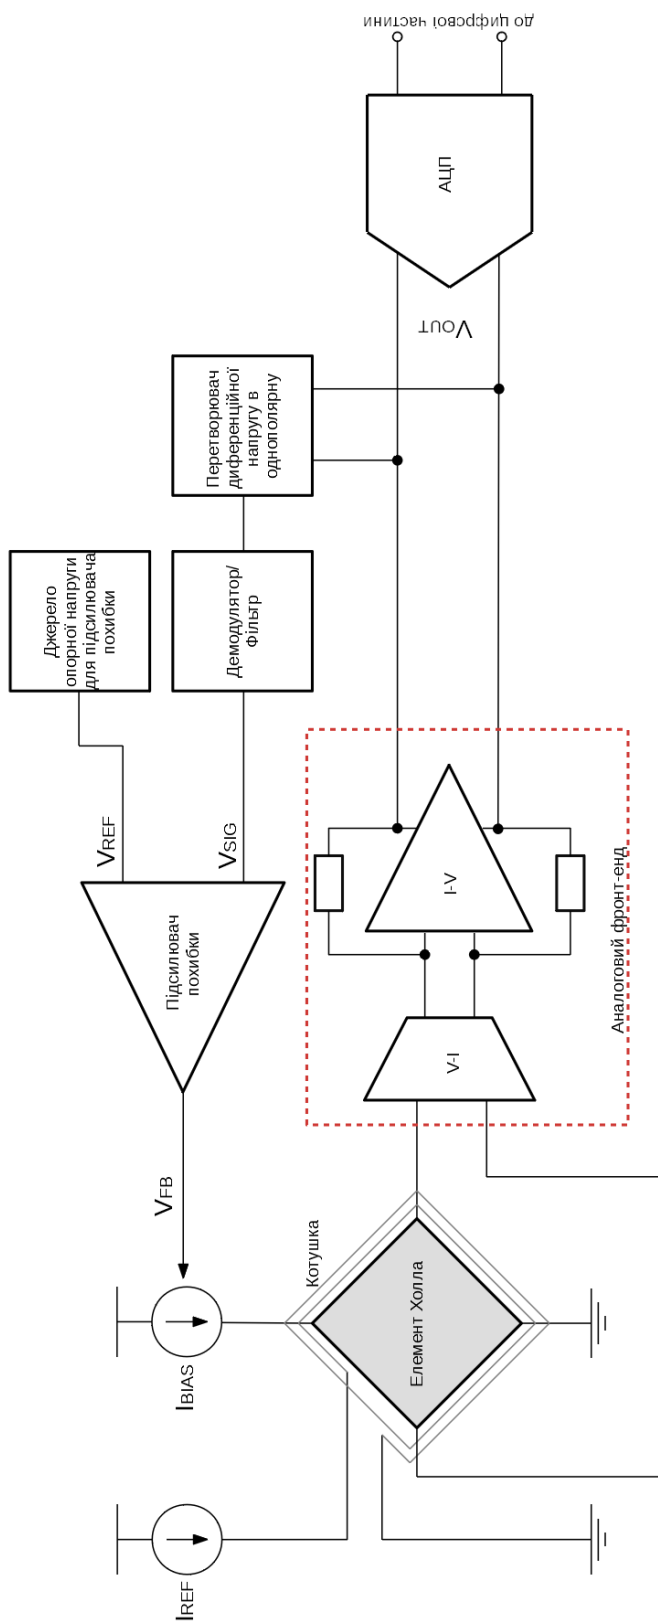 до цифрової частини
АЦП
VOUT
Перетворювач
диференційної
напругу в
однополярну
Джерело
опорної напруги
для підсилювача
похибки
Демодулятор/
Фільтр
VREF
VSIG
Підсилювач
похибки
I-V
Аналоговий фронт-енд
V-I
VFB
Котушка
Елемент Холла
IBIAS
IREF